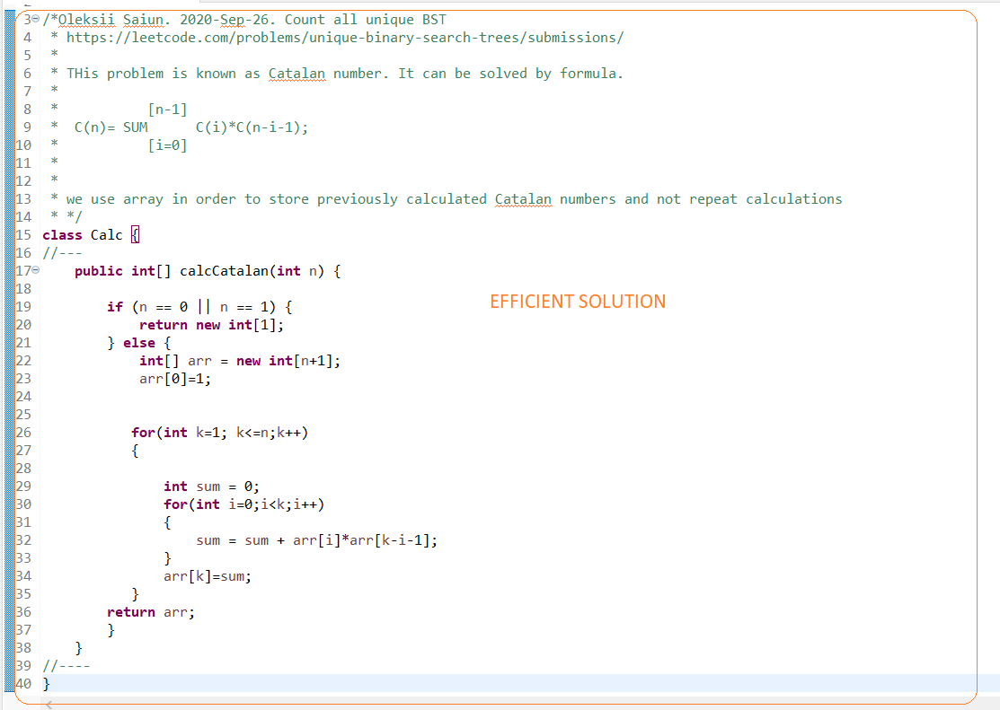 3 /*Oleksii Saiun. 2020-Sep-26. Count all unique BST
4  * https://leetcode.com/problems/unique-binary-search-trees/submissions/
5  *
6  * THis problem is known as Catalan number. It can be solved by formula.
7  *
8  *           [n-1]
9  *  C(n)= SUM      C(i)*C(n-i-1);
10  *           [i=0]
11  *
12  *
13  * we use array in order to store previously calculated Catalan numbers and not repeat calculations
14  * */
15 class Calc {
16 //---
17     public int[] calcCatalan(int n) {
18
19         if (n == 0 || n == 1) {
EFFICIENT SOLUTION
20             return new int[1];
21         } else {
22             int[] arr = new int[n+1];
23             arr[0]=1;
24
25
26            for(int k=1; k<=n;k++)
27            {
28
29                int sum = 0;
30                for(int i=0;i<k;i++)
31                {
32                    sum = sum + arr[i]*arr[k-i-1];
33                }
34                arr[k]=sum;
35            }
36         return arr;
37         }
38     }
39 //----
40 }